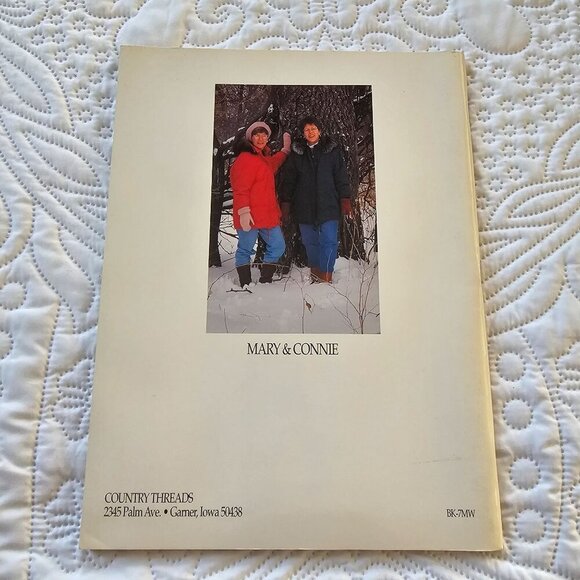 MARY & CONNIE
COUNTRY THREADS
2345 Palm Ave. • Garner, Iowa 50438
BK-7MW